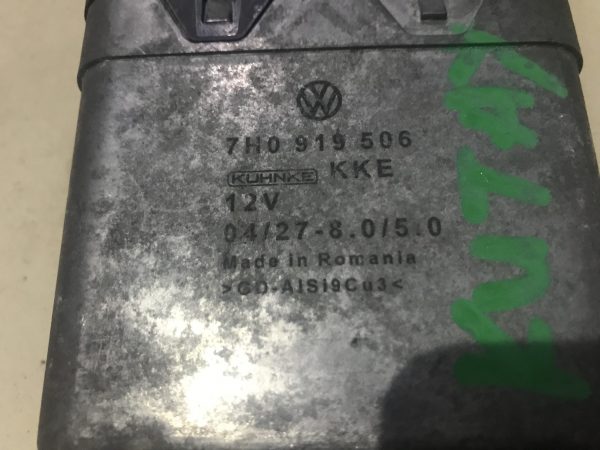 7H0 919 506
KUHNKE KKE
12V
04/27-8.0/5.0
Made in Romania
>GD-AlSi9Cu3<